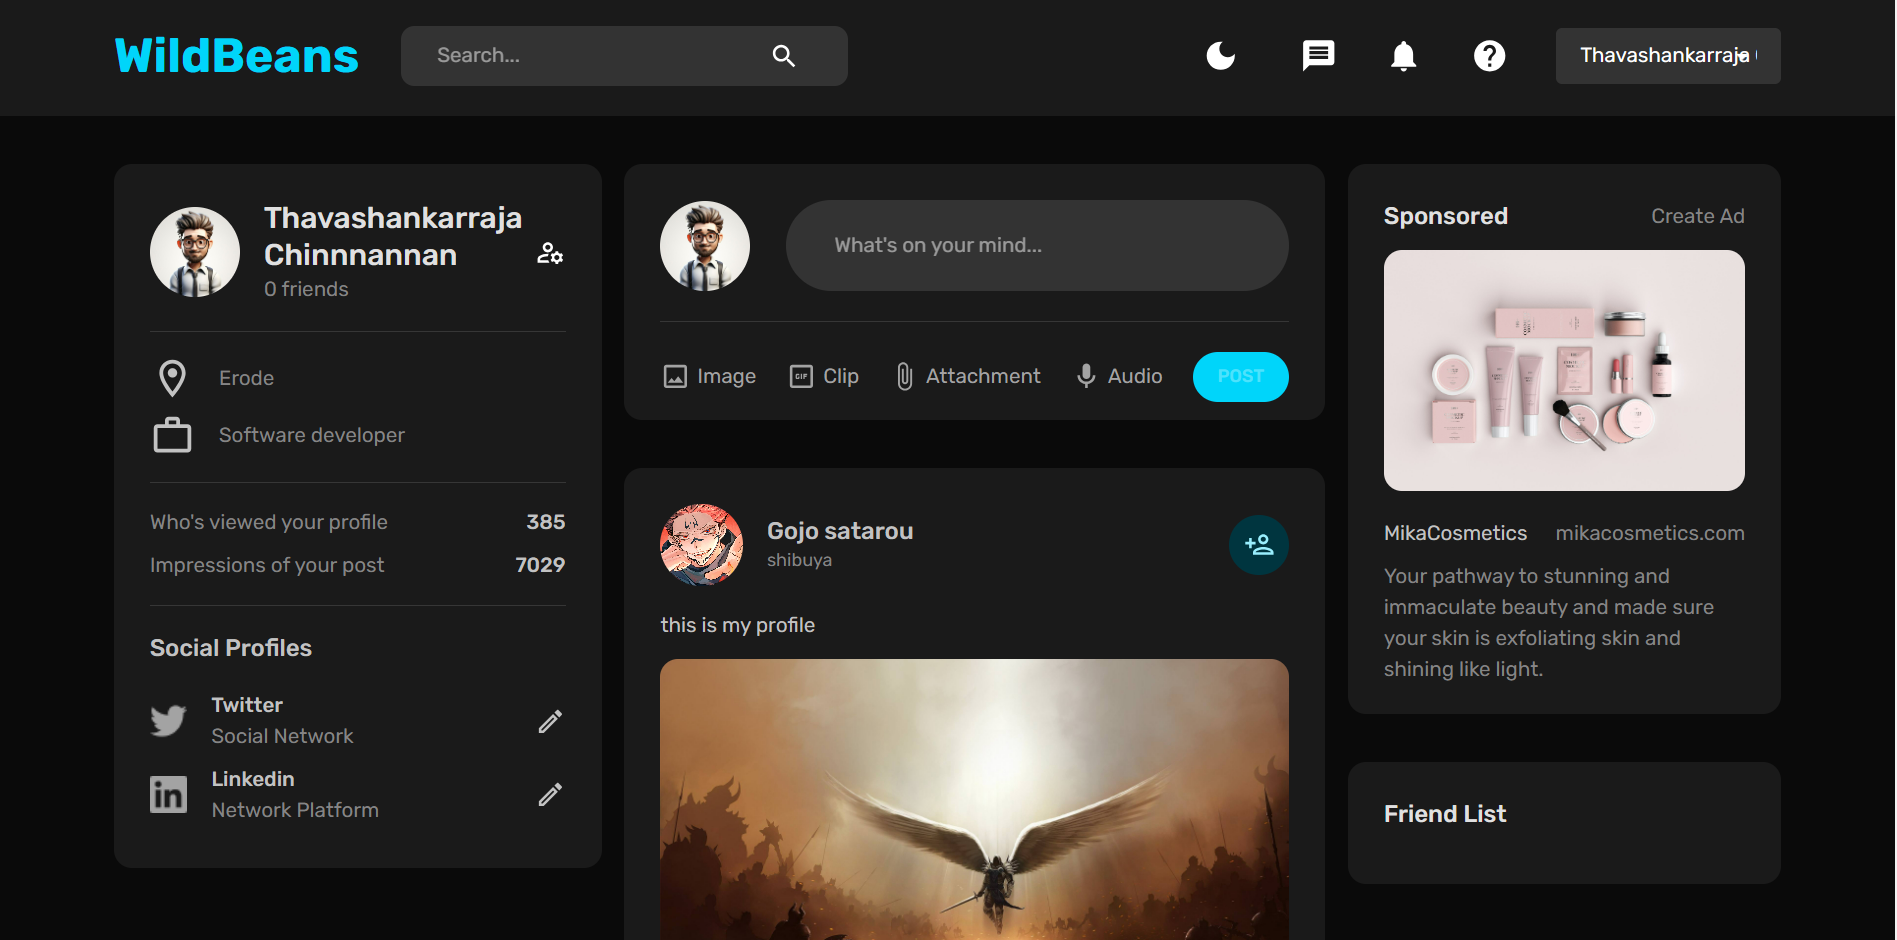 WildBeans
Search...
Thavashankarraja
Thavashankarraja
Chinnnannan
0 friends
Erode
Software developer
Who's viewed your profile 385
Impressions of your post 7029
Social Profiles
Twitter
Social Network
Linkedin
Network Platform
What's on your mind...
Image
GIF Clip
Attachment
Audio
POST
Gojo satarou
shibuya
this is my profile
Sponsored Create Ad
MikaCosmetics mikacosmetics.com
Your pathway to stunning and
immaculate beauty and made sure
your skin is exfoliating skin and
shining like light.
Friend List